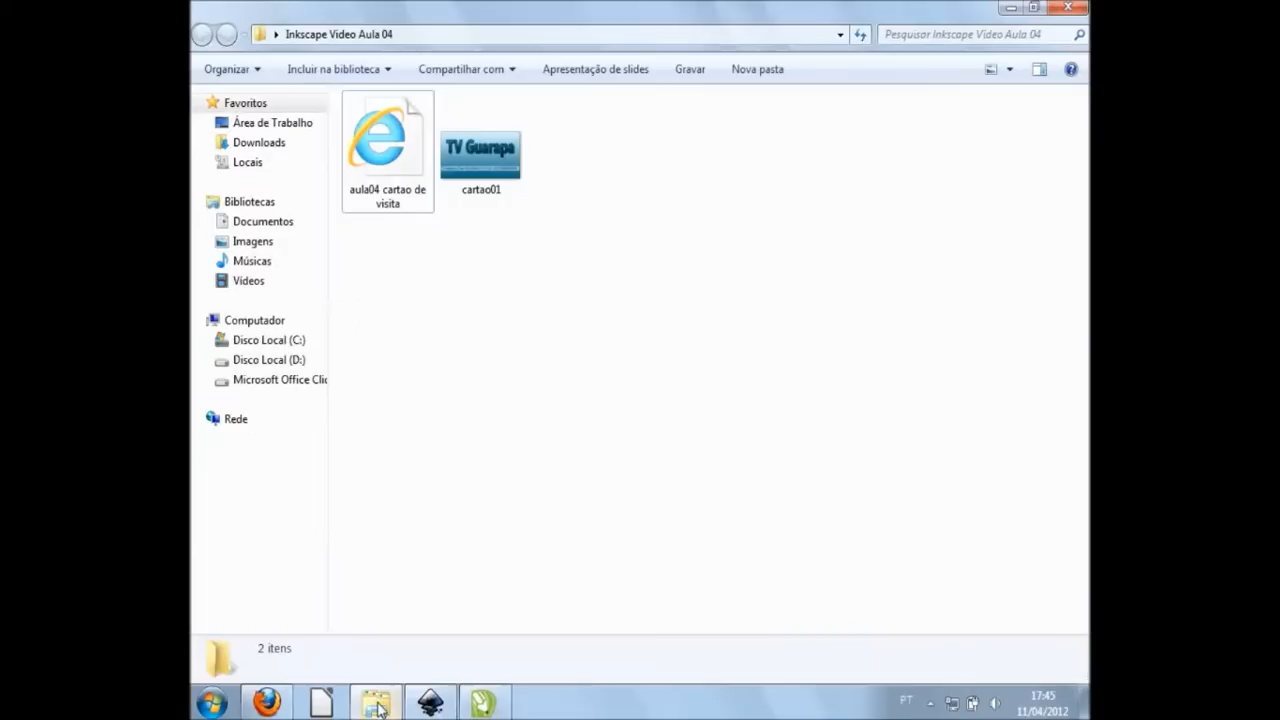 Inkscape Video Aula 04
Pesquisar Inkscape Video Aula 04
Organizar
Incluir na biblioteca
Compartilhar com
Apresentação de slides
Gravar
Nova pasta
Favoritos
Área de Trabalho
Downloads
Locais
Bibliotecas
Documentos
Imagens
Músicas
Vídeos
Computador
Disco Local (C:)
Disco Local (D:)
Microsoft Office Clic
Rede
aula04 cartao de
visita
TV Guarapa
cartao01
2 itens
PT
17:45
11/04/2012